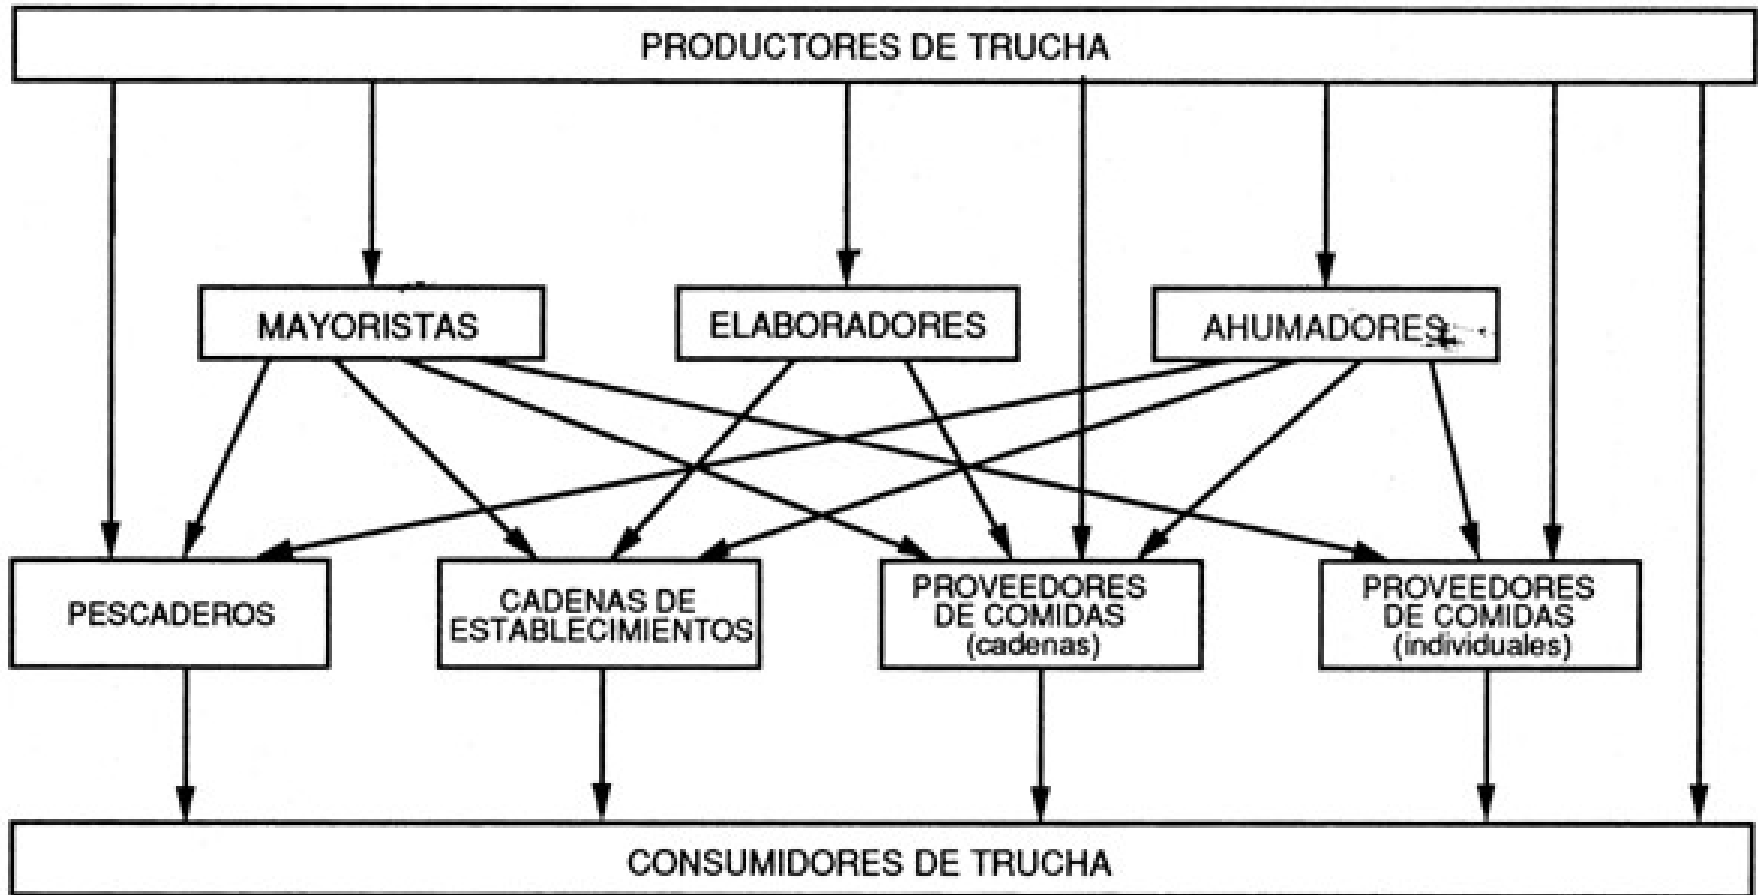 PRODUCTORES DE TRUCHA
MAYORISTAS
ELABORADORES
AHUMADORES
PESCADEROS
CADENAS DE
ESTABLECIMIENTOS
PROVEEDORES
DE COMIDAS
(cadenas)
PROVEEDORES
DE COMIDAS
(individuales)
CONSUMIDORES DE TRUCHA